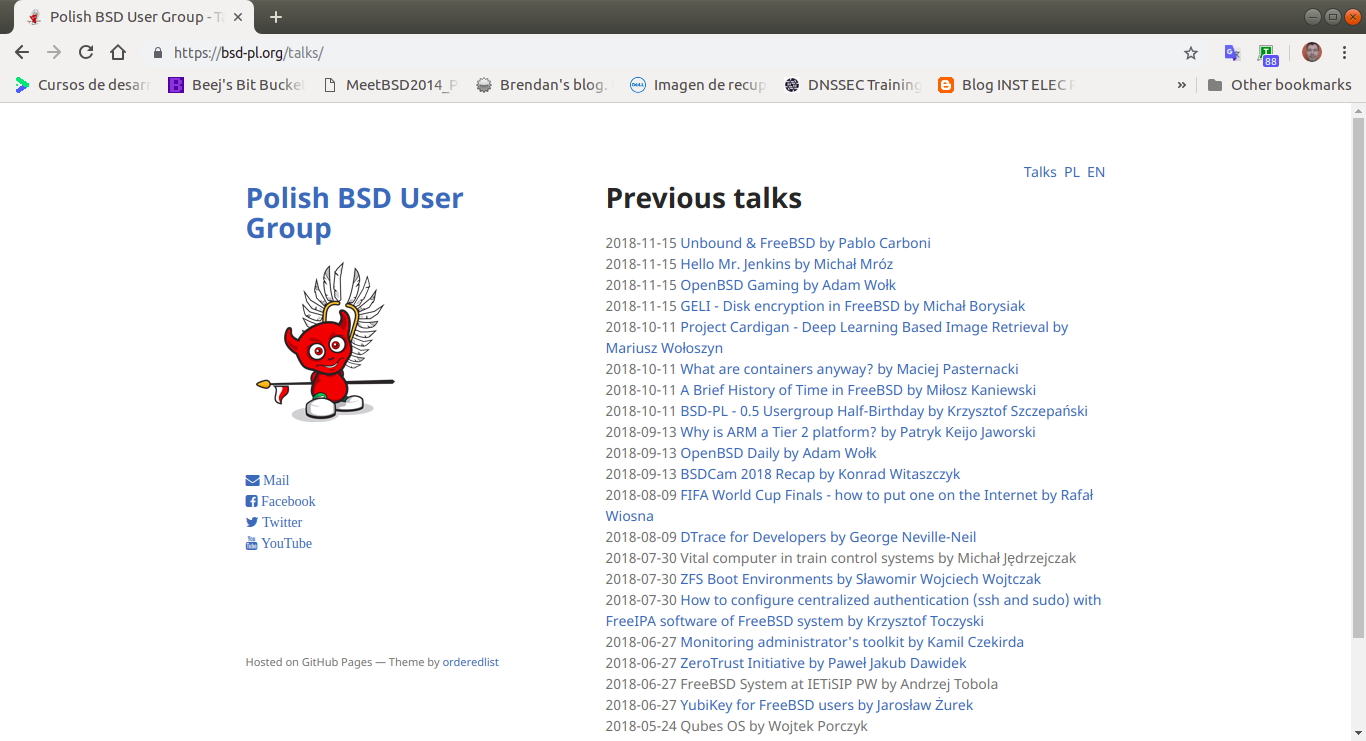 Polish BSD User Group - T
https://bsd-pl.org/talks/
88
Cursos de desarr
Beej's Bit Bucket
MeetBSD2014_P
Brendan's blog.
Imagen de recup
DNSSEC Training
Blog INST ELEC
»
Other bookmarks
Talks PL EN
Polish BSD User
Group
Mail
Facebook
Twitter
YouTube
Hosted on GitHub Pages — Theme by orderedlist
Previous talks
2018-11-15 Unbound & FreeBSD by Pablo Carboni
2018-11-15 Hello Mr. Jenkins by Michał Mróz
2018-11-15 OpenBSD Gaming by Adam Wołk
2018-11-15 GELI - Disk encryption in FreeBSD by Michał Borysiak
2018-10-11 Project Cardigan - Deep Learning Based Image Retrieval by
Mariusz Wołoszyn
2018-10-11 What are containers anyway? by Maciej Pasternacki
2018-10-11 A Brief History of Time in FreeBSD by Miłosz Kaniewski
2018-10-11 BSD-PL - 0.5 Usergroup Half-Birthday by Krzysztof Szczepański
2018-09-13 Why is ARM a Tier 2 platform? by Patryk Keijo Jaworski
2018-09-13 OpenBSD Daily by Adam Wołk
2018-09-13 BSDCam 2018 Recap by Konrad Witaszczyk
2018-08-09 FIFA World Cup Finals - how to put one on the Internet by Rafał
Wiosna
2018-08-09 DTrace for Developers by George Neville-Neil
2018-07-30 Vital computer in train control systems by Michał Jędrzejczak
2018-07-30 ZFS Boot Environments by Sławomir Wojciech Wojtczak
2018-07-30 How to configure centralized authentication (ssh and sudo) with
FreeIPA software of FreeBSD system by Krzysztof Toczyski
2018-06-27 Monitoring administrator's toolkit by Kamil Czekirda
2018-06-27 ZeroTrust Initiative by Paweł Jakub Dawidek
2018-06-27 FreeBSD System at IETiSIP PW by Andrzej Tobola
2018-06-27 YubiKey for FreeBSD users by Jarosław Żurek
2018-05-24 Qubes OS by Wojtek Porczyk